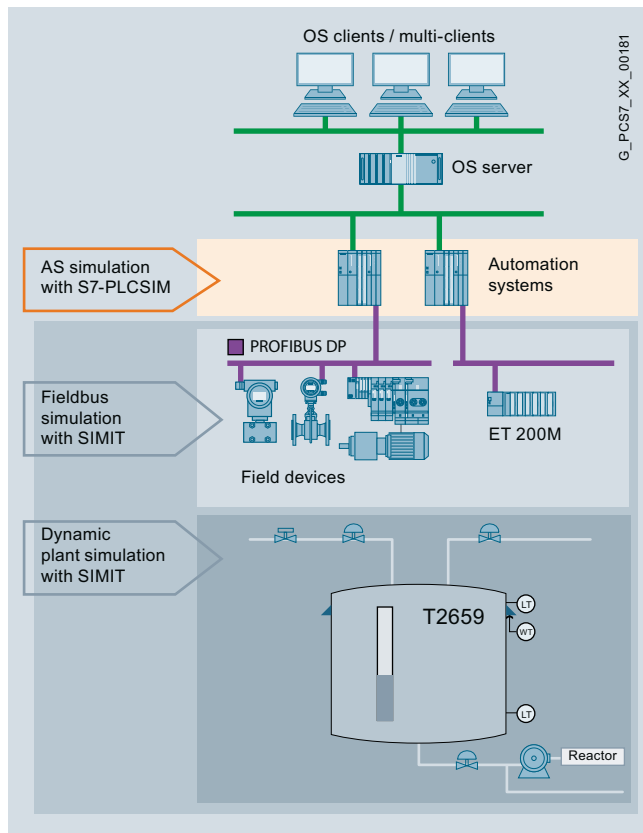 OS clients / multi-clients
G_PCS7_XX_00181
OS server
AS simulation
with S7-PLCSIM
Automation
systems
PROFIBUS DP
Fieldbus
simulation
with SIMIT
ET 200M
Field devices
Dynamic
plant simulation
with SIMIT
T2659
LT
WT
LT
Reactor